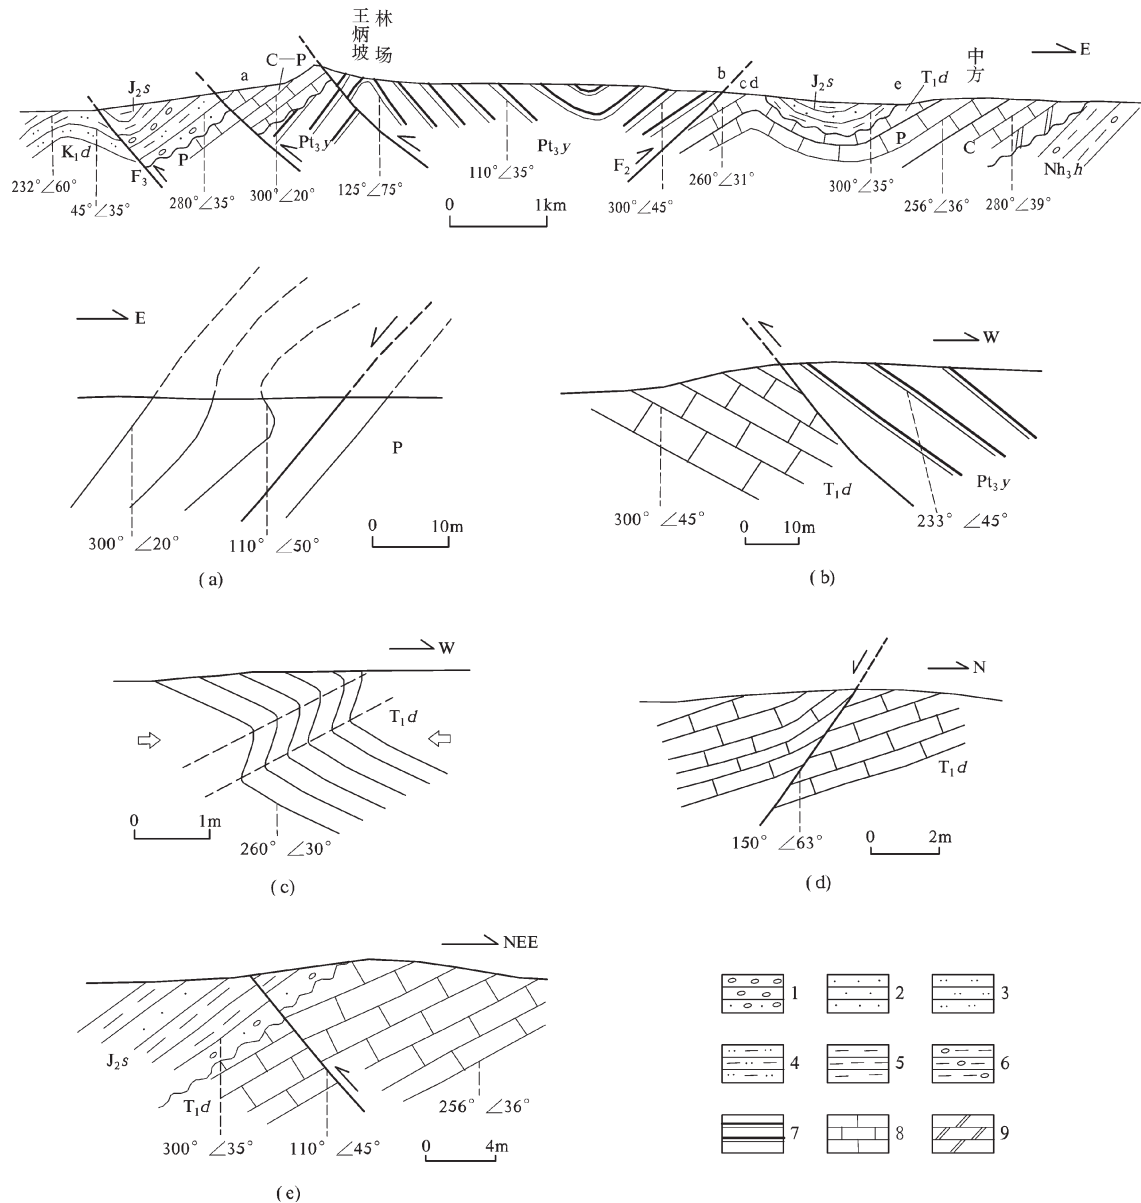 王炳坡
林场
中方
E
a
C—P
J₂s
b
c d
J₂s
e
T₁d
K₁d
F₃
P
Pt₃y
Pt₃y
F₂
P
C
Nh₃h
232°∠60°
45°∠35°
280°∠35°
300°∠20°
125°∠75°
110°∠35°
300°∠45°
260°∠31°
300°∠35°
256°∠36°
280°∠39°
0 1km
E
P
300° ∠20°
110° ∠50°
0 10m
(a)
W
T₁d
Pt₃y
300° ∠45°
233° ∠45°
0 10m
(b)
W
T₁d
0 1m
260° ∠30°
(c)
N
T₁d
150° ∠63°
0 2m
(d)
NEE
J₂s
T₁d
300° ∠35°
110° ∠45°
256° ∠36°
0 4m
(e)
1 2 3
4 5 6
7 8 9